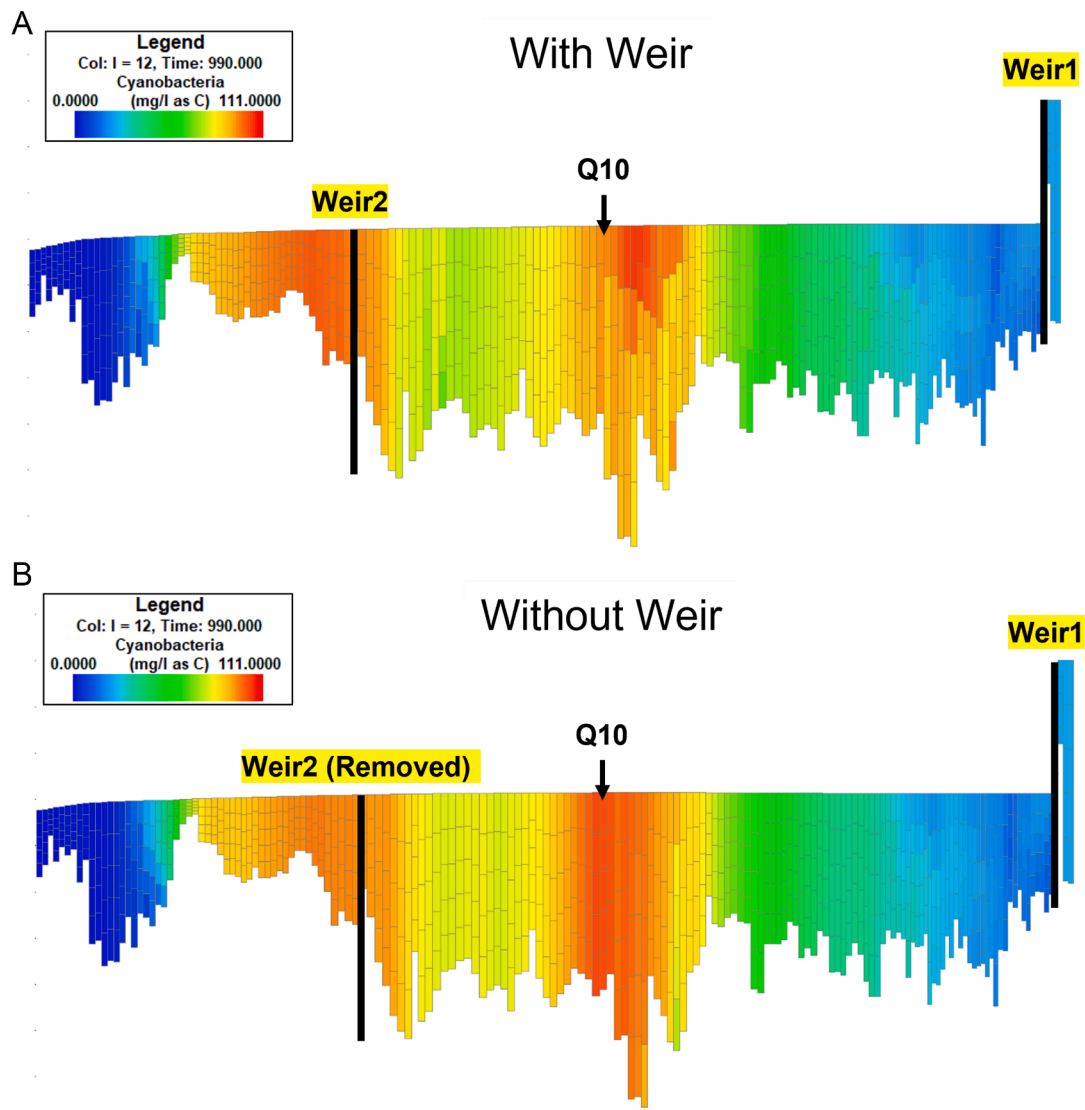 A
Legend
Col: I = 12, Time: 990.000
Cyanobacteria
0.0000 (mg/l as C) 111.0000
With Weir
Weir1
Q10
Weir2
B
Legend
Col: I = 12, Time: 990.000
Cyanobacteria
0.0000 (mg/l as C) 111.0000
Without Weir
Weir1
Q10
Weir2 (Removed)